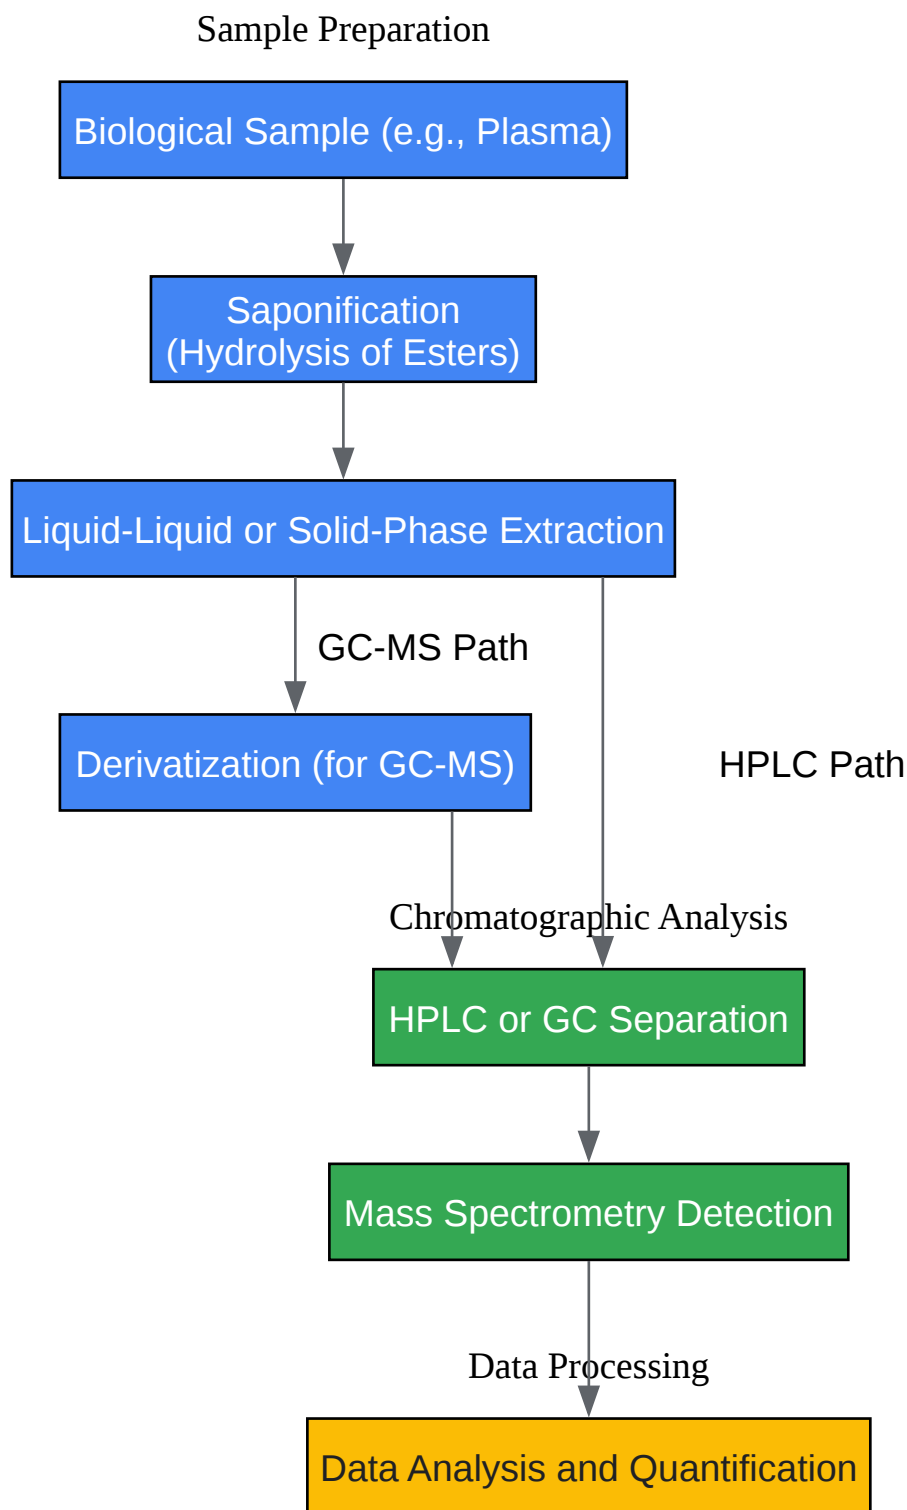 Sample Preparation
Biological Sample (e.g., Plasma)
Saponification
(Hydrolysis of Esters)
Liquid-Liquid or Solid-Phase Extraction
GC-MS Path
Derivatization (for GC-MS)
HPLC Path
Chromatographic Analysis
HPLC or GC Separation
Mass Spectrometry Detection
Data Processing
Data Analysis and Quantification